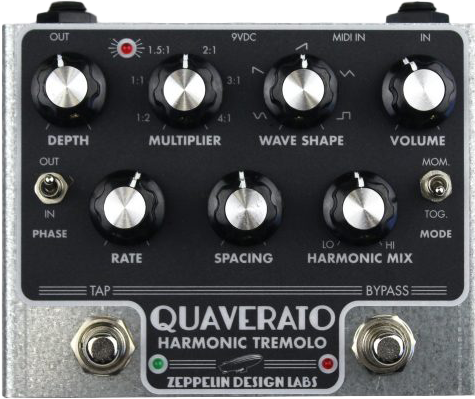 OUT 9VDC MIDI IN IN
1.5:1 2:1
1:1 3:1
1:2 4:1
DEPTH MULTIPLIER WAVE SHAPE VOLUME
OUT MOM.
IN TOG.
PHASE MODE
LO HI
RATE SPACING HARMONIC MIX
TAP BYPASS
QUAVERATO
HARMONIC TREMOLO
ZEPPELIN DESIGN LABS